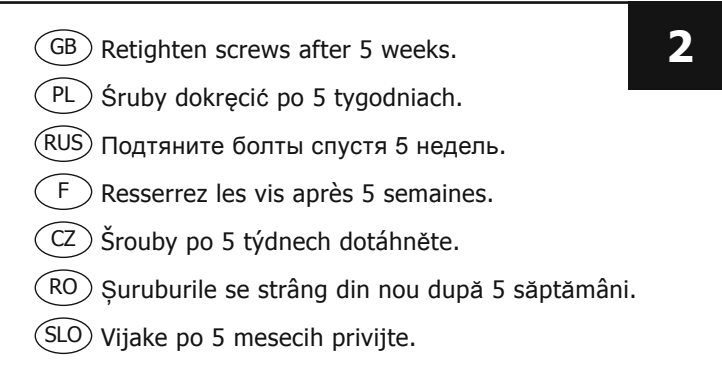 2
GB Retighten screws after 5 weeks.
PL Śruby dokręcić po 5 tygodniach.
RUS Подтяните болты спустя 5 недель.
F Resserrez les vis après 5 semaines.
CZ Šrouby po 5 týdnech dotáhněte.
RO Șuruburile se strâng din nou după 5 săptămâni.
SLO Vijake po 5 mesecih privijte.